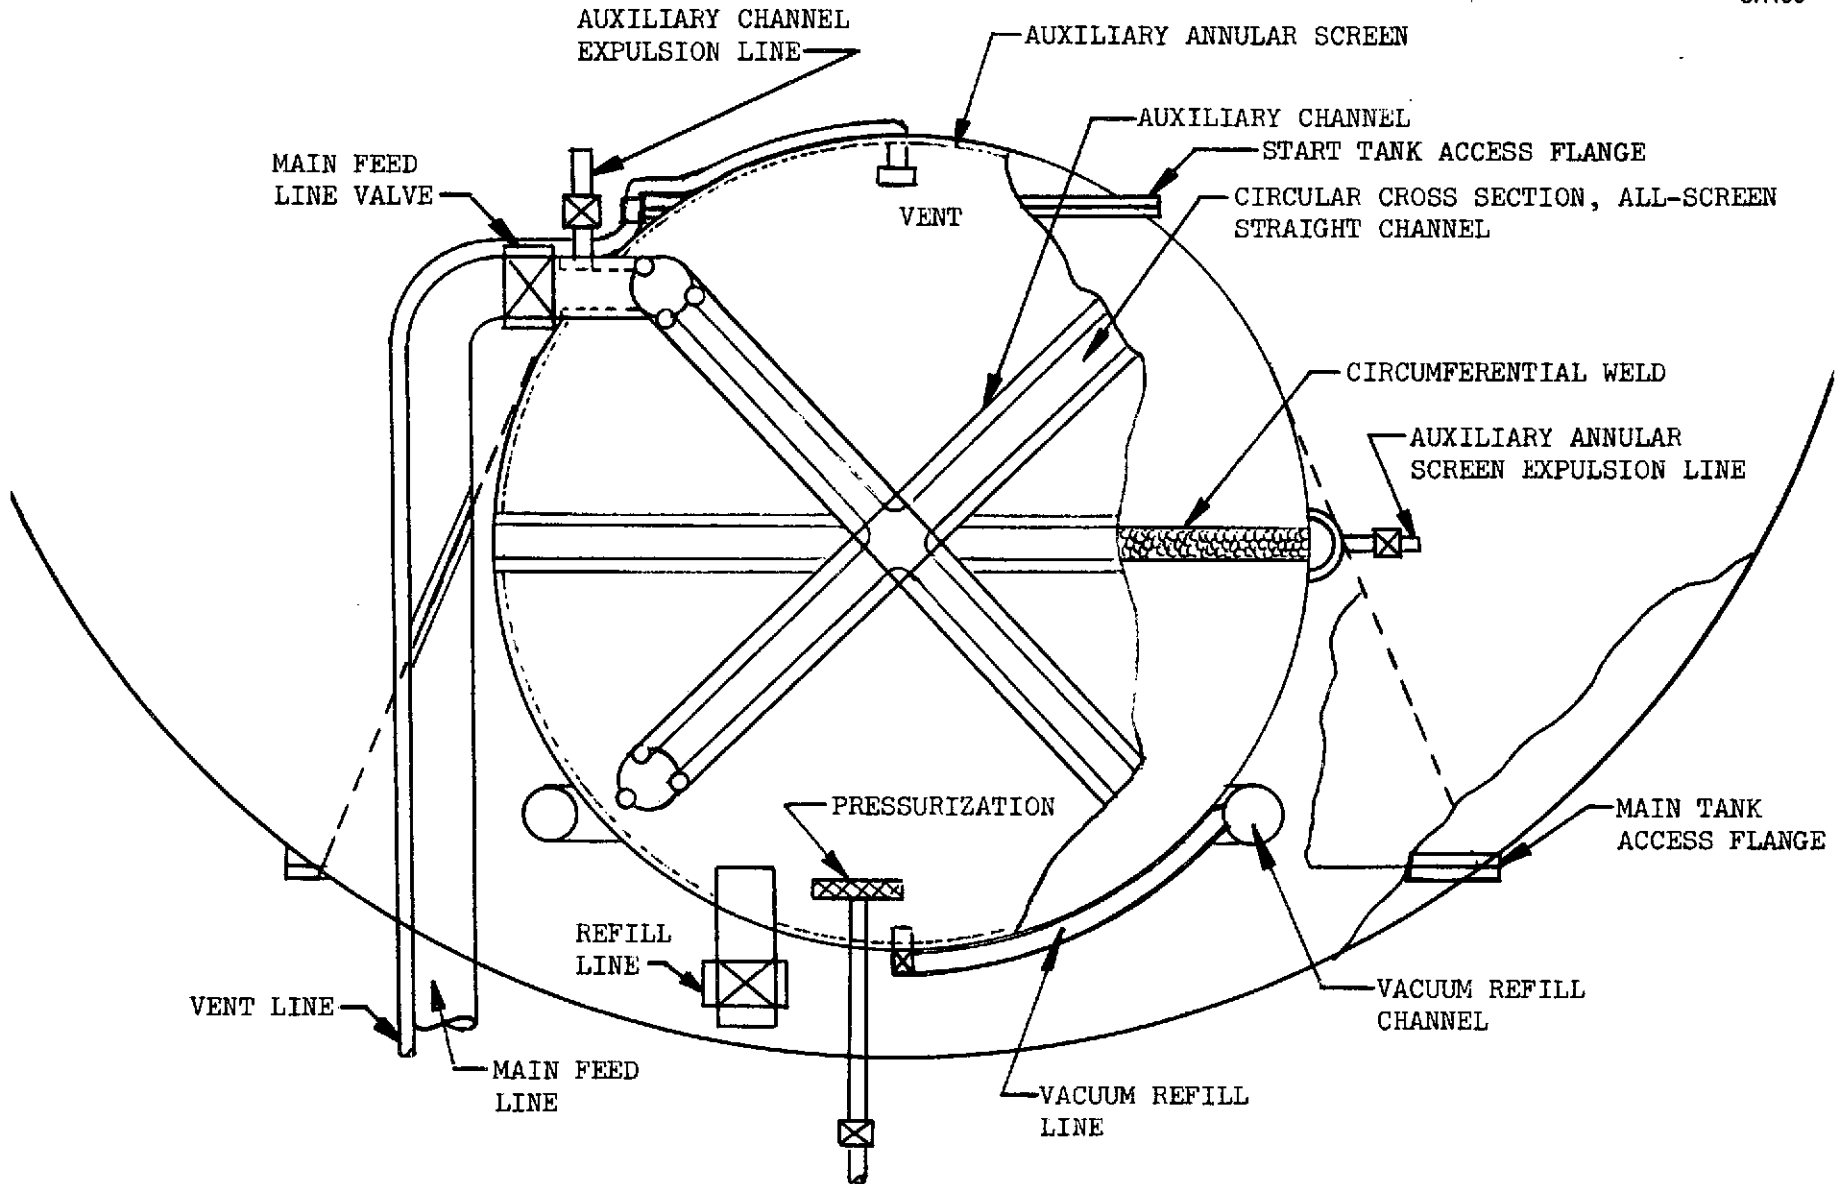 AUXILIARY CHANNEL
EXPULSION LINE
AUXILIARY ANNULAR SCREEN
AUXILIARY CHANNEL
START TANK ACCESS FLANGE
MAIN FEED
LINE VALVE
CIRCULAR CROSS SECTION, ALL-SCREEN
STRAIGHT CHANNEL
VENT
CIRCUMFERENTIAL WELD
AUXILIARY ANNULAR
SCREEN EXPULSION LINE
PRESSURIZATION
MAIN TANK
ACCESS FLANGE
REFILL
LINE
VENT LINE
VACUUM REFILL
CHANNEL
MAIN FEED
LINE
VACUUM REFILL
LINE